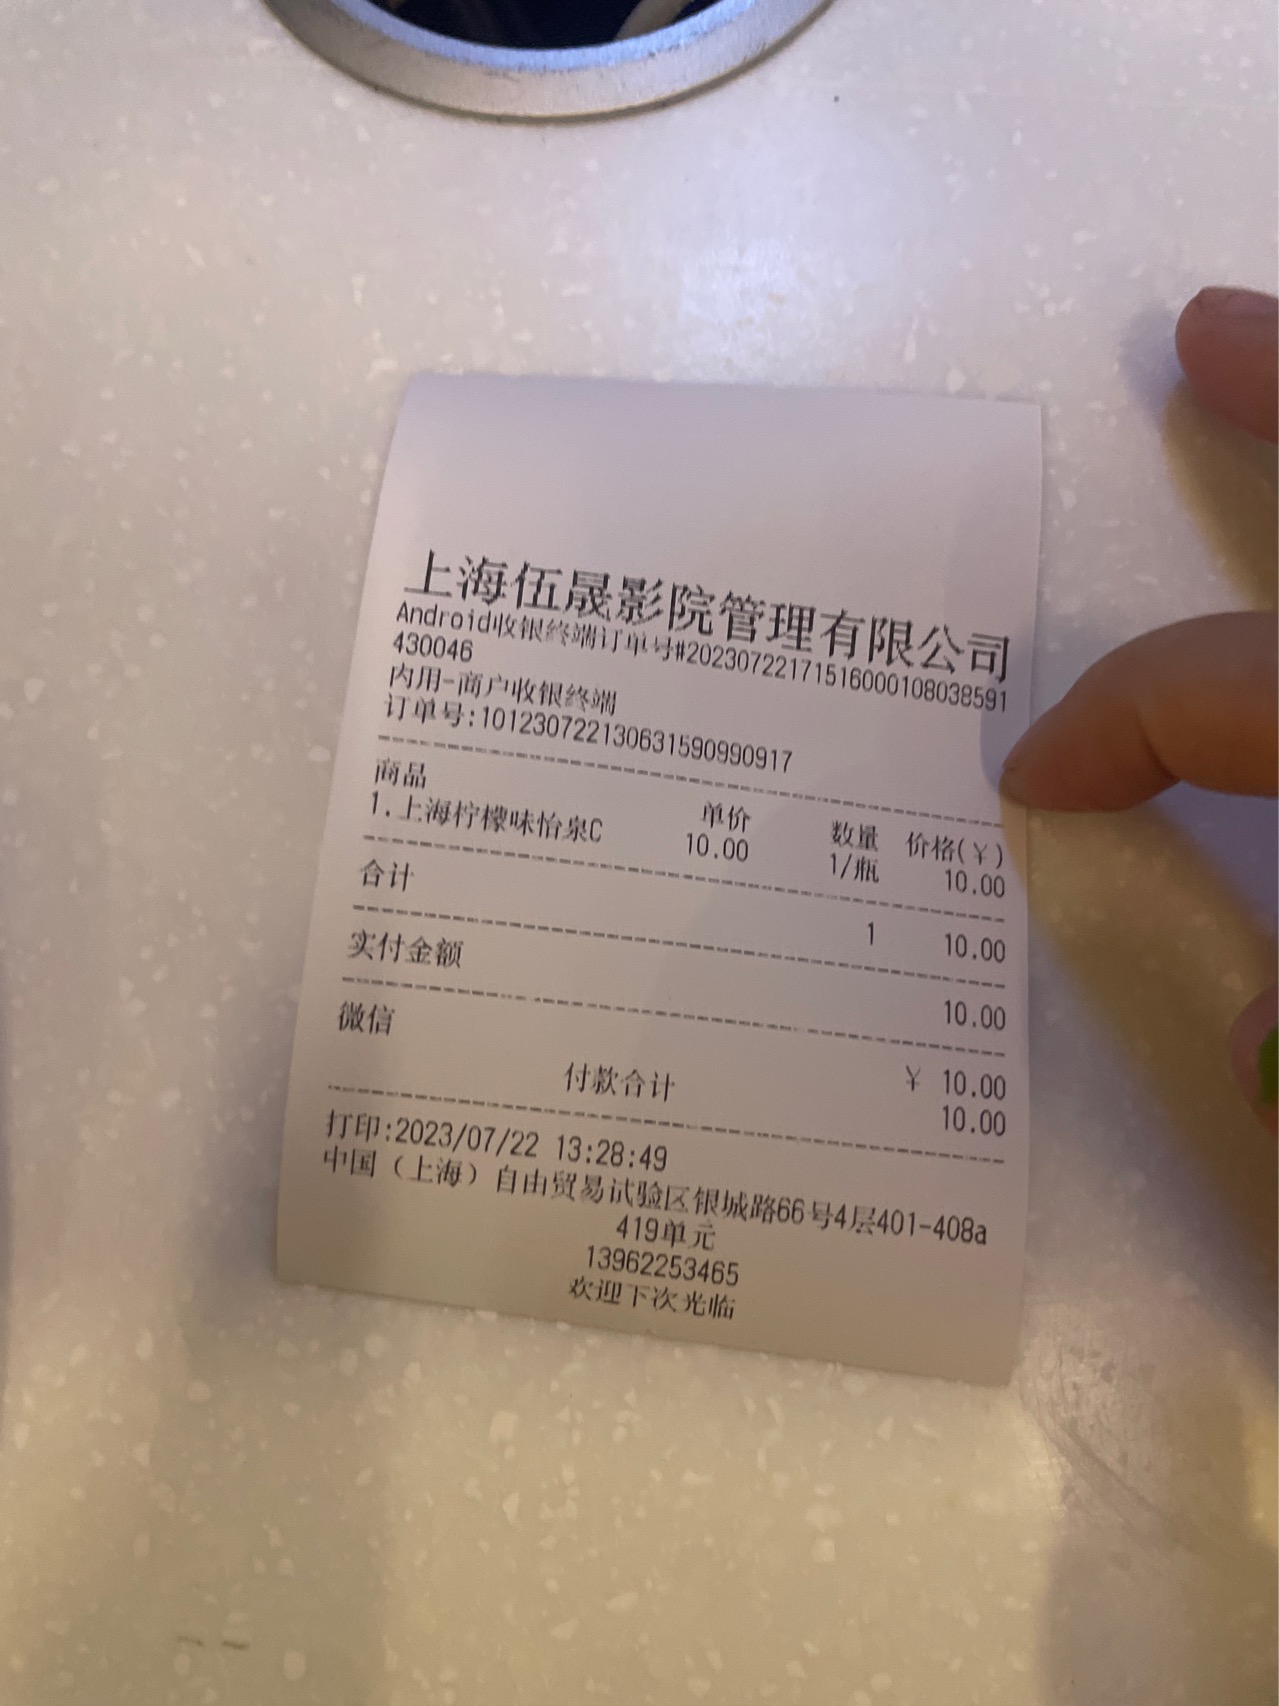 上海伍晟影院管理有限公司
Android收银终端订单号#2023072217151600010803859​1
430046
内用-商户收银终端
订单号:101230722130631590990917
商品 单价 数量 价格(¥)
1.上海柠檬味怡泉C 10.00 1/瓶 10.00
合计 1 10.00
实付金额 10.00
微信 ¥ 10.00
付款合计 10.00
打印:2023/07/22 13:28:49
中国（上海）自由贸易试验区银城路66号4层401-408a
419单元
13962253465
欢迎下次光临